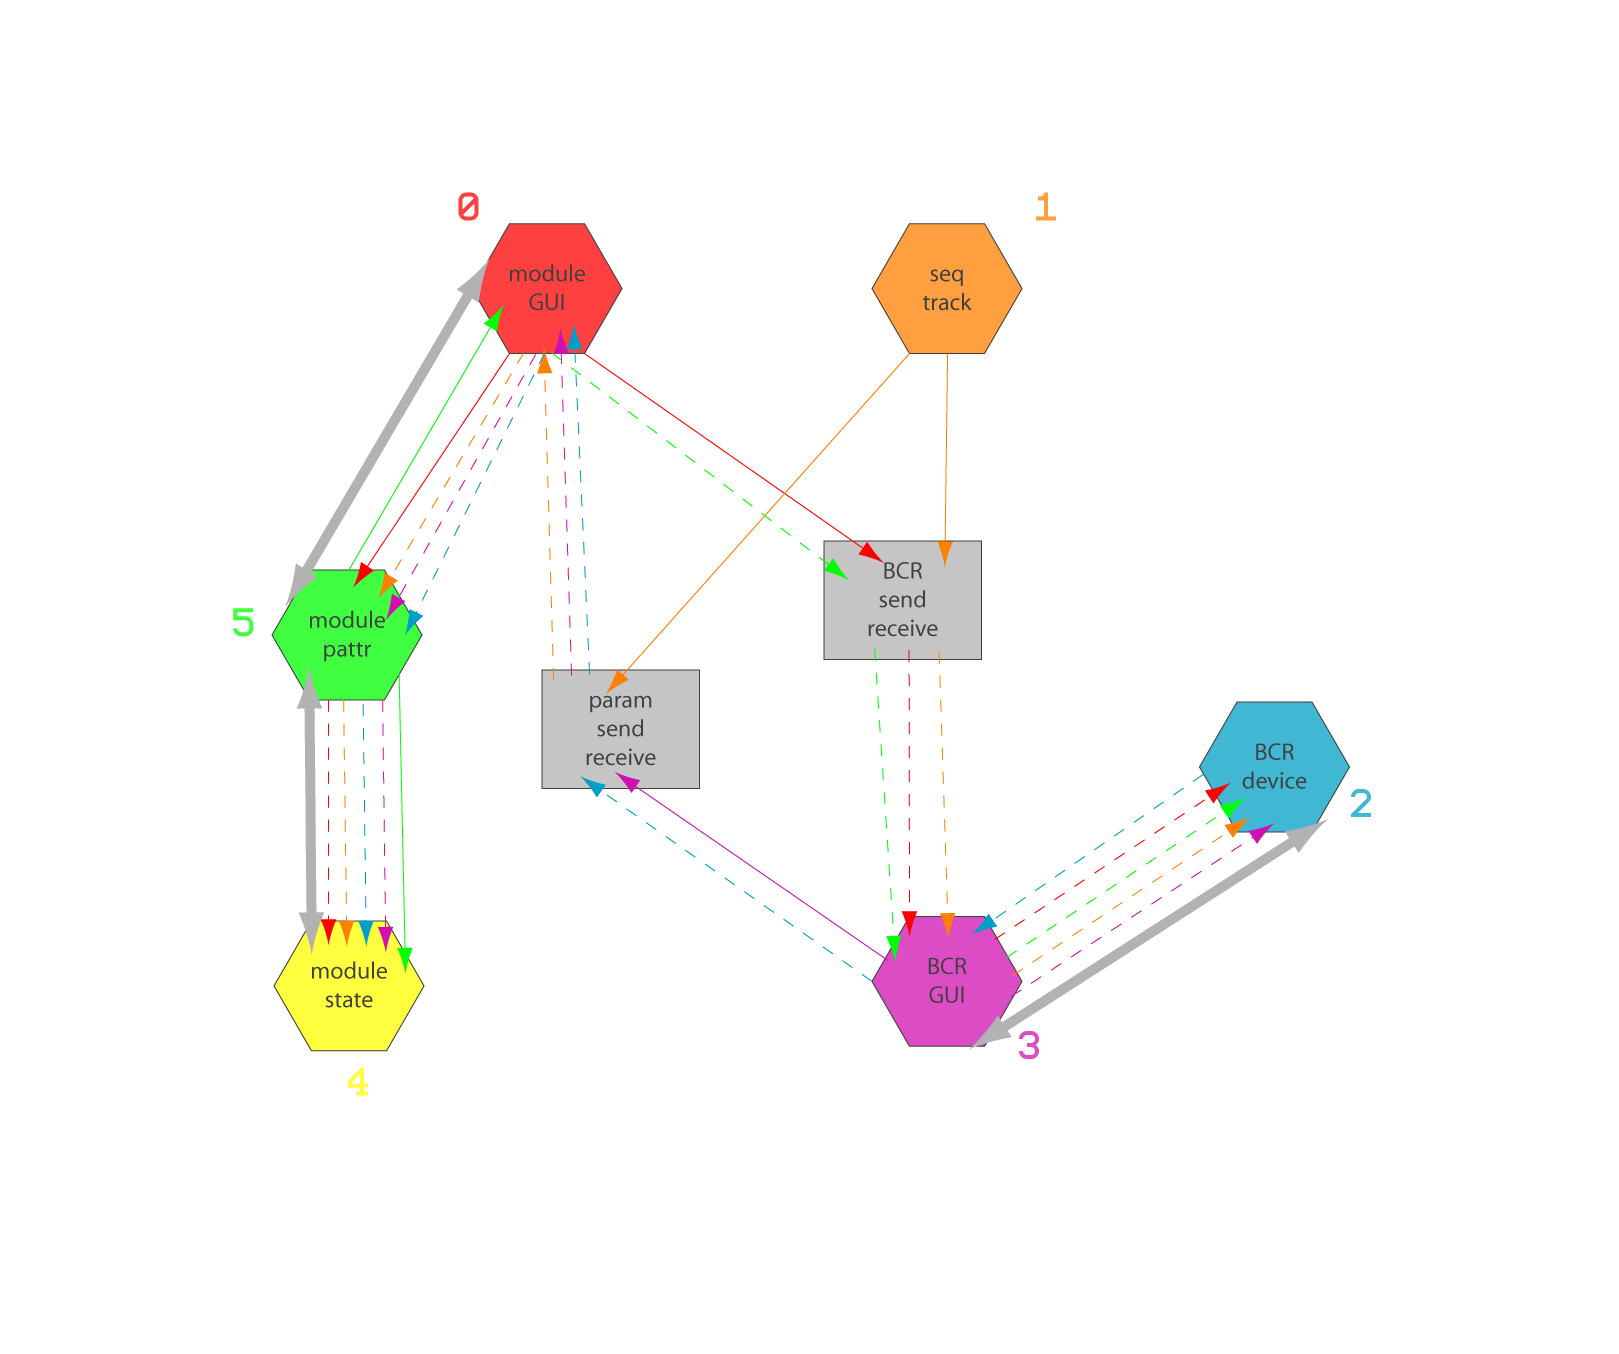 0
1
module
GUI
seq
track
BCR
send
receive
5
module
pattr
param
send
receive
BCR
device
2
BCR
GUI
module
state
3
4